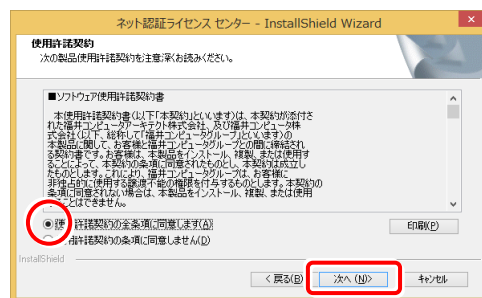 ネット認証ライセンス センター - InstallShield Wizard
使用許諾契約
次の製品使用許諾契約を注意深くお読みください。
■ソフトウェア使用許諾契約書
本使用許諾契約書(以下「本契約」といいます)は、本契約が添付さ
れた福井コンピュータアーキテクト株式会社、及び福井コンピュータ株
式会社(以下、総称して「福井コンピュータグループ」といいます)の
本製品に関して、お客様と福井コンピュータグループとの間に締結され
る契約書です。お客様は、本製品をインストール、複製、または使用す
ることによって、本契約の条項に同意されたものとし、本契約は成立し
たものとします。これにより、福井コンピュータグループは、お客様に
非独占的に使用する譲渡不能の権限を付与するものとします。本契約の
条項に同意されない場合は、本製品をインストール、複製、または使用
することはできません。
使用許諾契約の全条項に同意します(A)
印刷(P)
用許諾契約の条項に同意しません(D)
InstallShield
< 戻る(B)
次へ (N)>
キャンセル